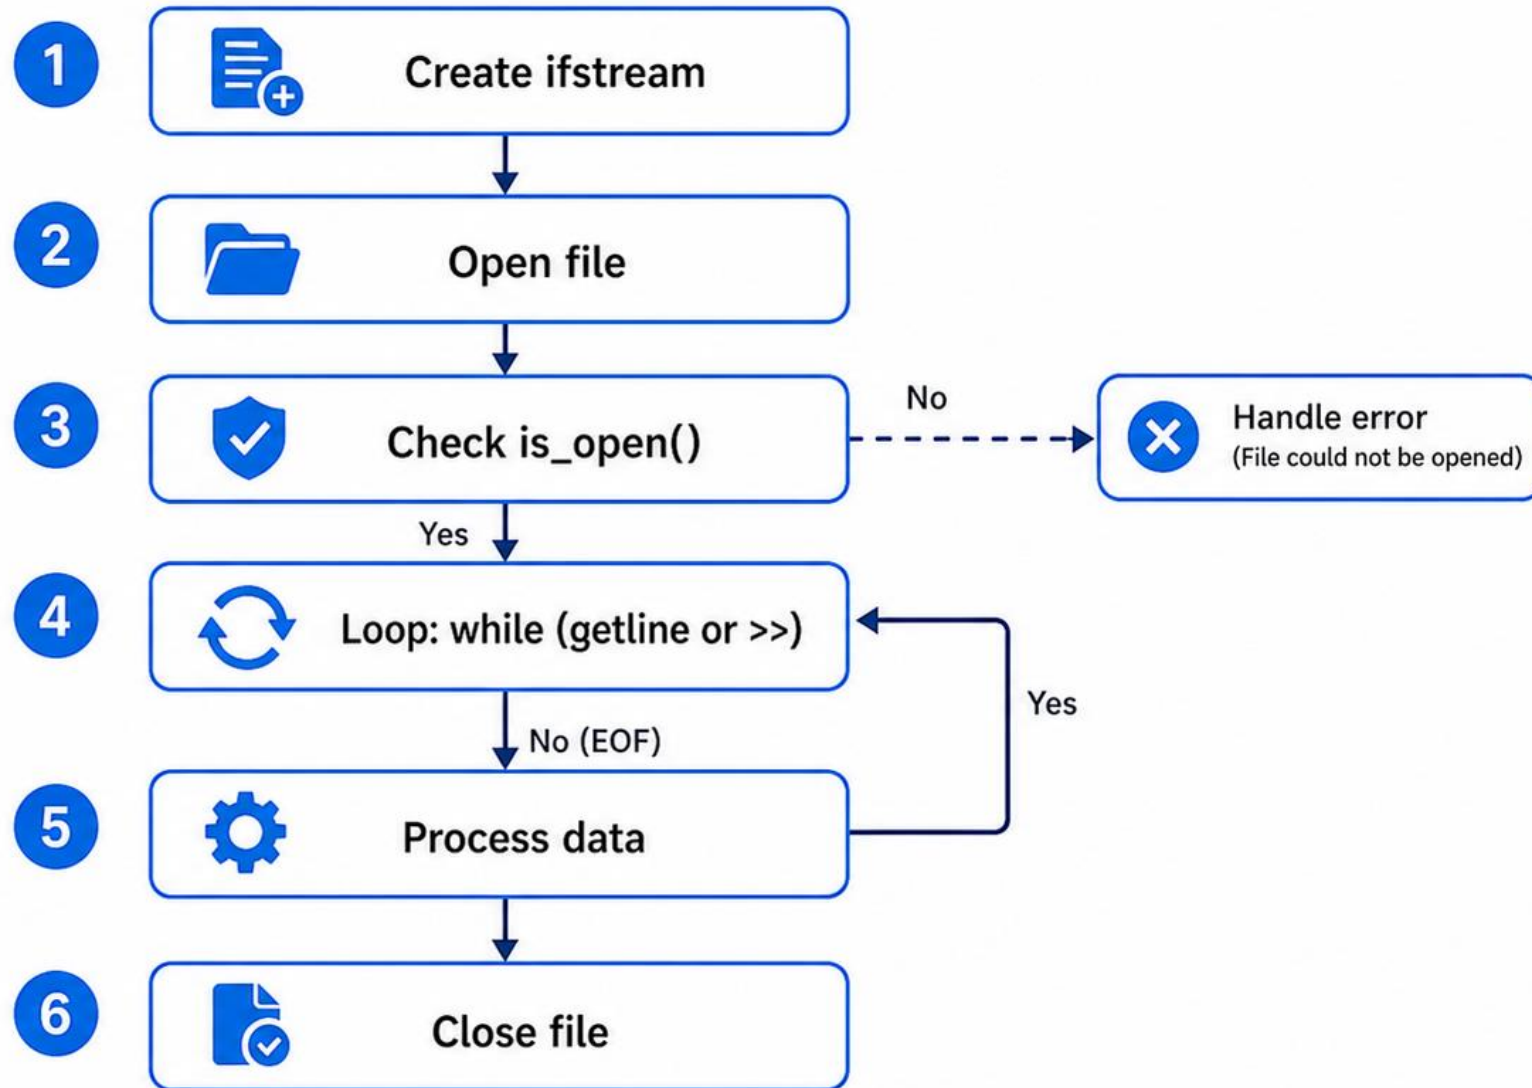 1
Create ifstream
2
Open file
3
Check is_open()
No
Handle error
(File could not be opened)
Yes
4
Loop: while (getline or >>)
Yes
No (EOF)
5
Process data
6
Close file